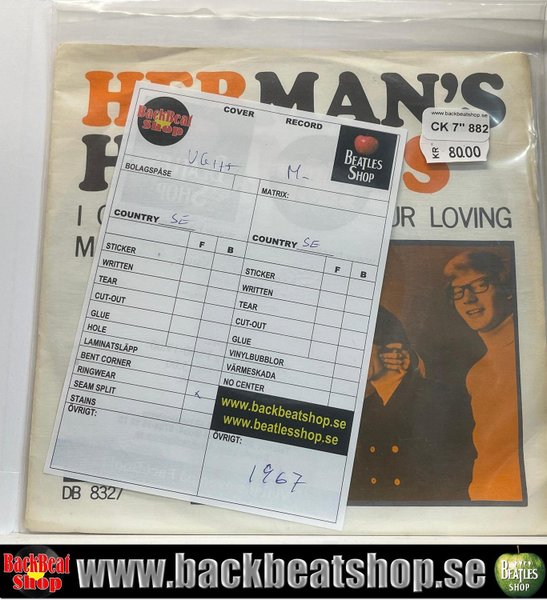 HERMAN'S
H S
I UR LOVING
M
DB 8327
www.backbeatshop.se
CK 7" 882
KR 80.00
BackBeat
Shop
COVER
RECORD
BEATLES
SHOP
VG++
M-
BOLAGSPÅSE
MATRIX:
COUNTRY SE
COUNTRY SE
F B
F B
STICKER
WRITTEN
TEAR
CUT-OUT
GLUE
HOLE
LAMINATSLÄPP
BENT CORNER
RINGWEAR
SEAM SPLIT
STAINS
ÖVRIGT:
STICKER
WRITTEN
TEAR
CUT-OUT
GLUE
VINYLBUBBLOR
VÄRMESKADA
NO CENTER
www.backbeatshop.se
www.beatlesshop.se
ÖVRIGT:
1967
BackBeat
Shop
www.backbeatshop.se
BEATLES
SHOP